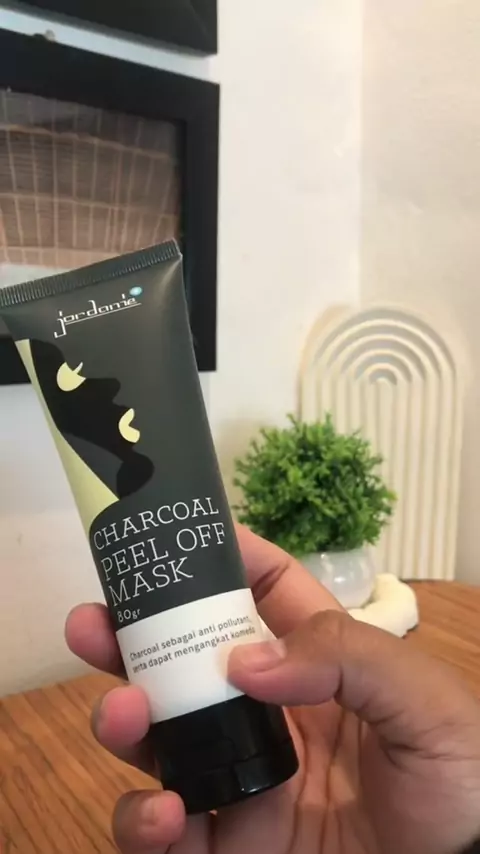 jordanie
CHARCOAL
PEEL OFF
MASK
80gr
Charcoal sebagai anti pollutant,
serta dapat mengangkat komedo